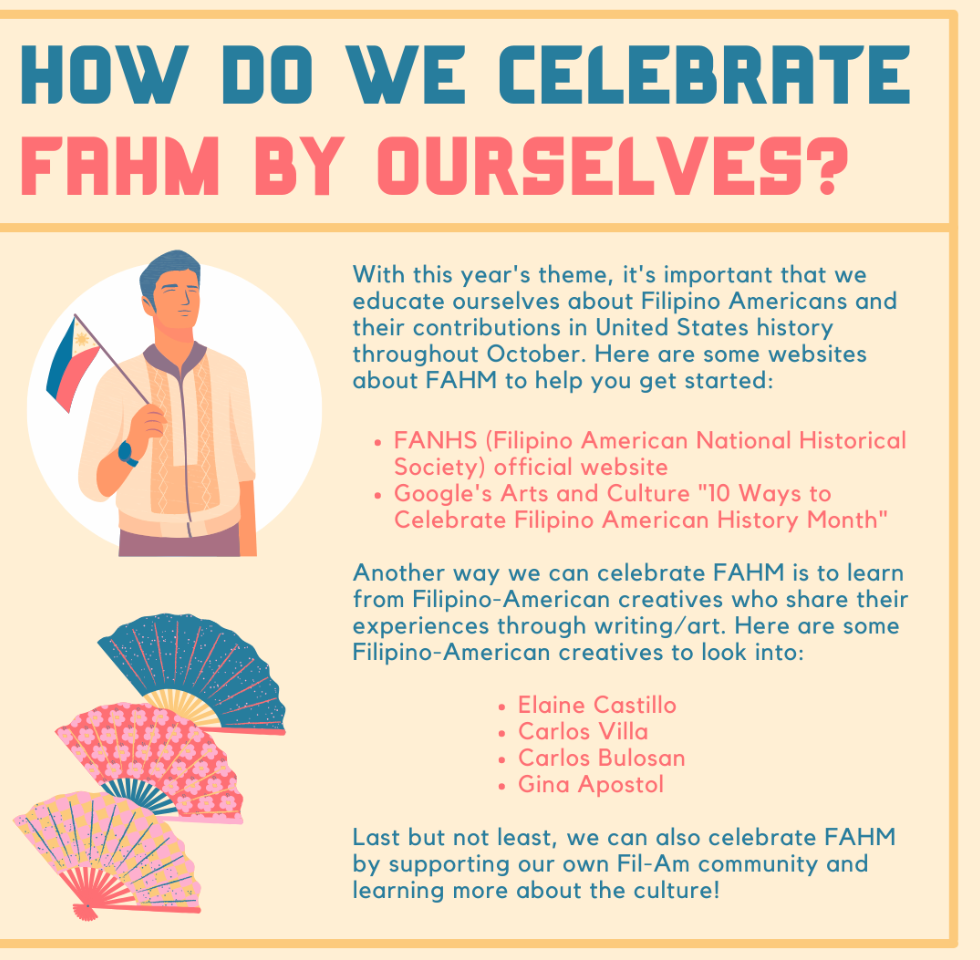 HOW DO WE CELEBRATE
FAHM BY OURSELVES?
With this year's theme, it's important that we
educate ourselves about Filipino Americans and
their contributions in United States history
throughout October. Here are some websites
about FAHM to help you get started:
• FANHS (Filipino American National Historical
Society) official website
• Google's Arts and Culture "10 Ways to
Celebrate Filipino American History Month"
Another way we can celebrate FAHM is to learn
from Filipino-American creatives who share their
experiences through writing/art. Here are some
Filipino-American creatives to look into:
• Elaine Castillo
• Carlos Villa
• Carlos Bulosan
• Gina Apostol
Last but not least, we can also celebrate FAHM
by supporting our own Fil-Am community and
learning more about the culture!